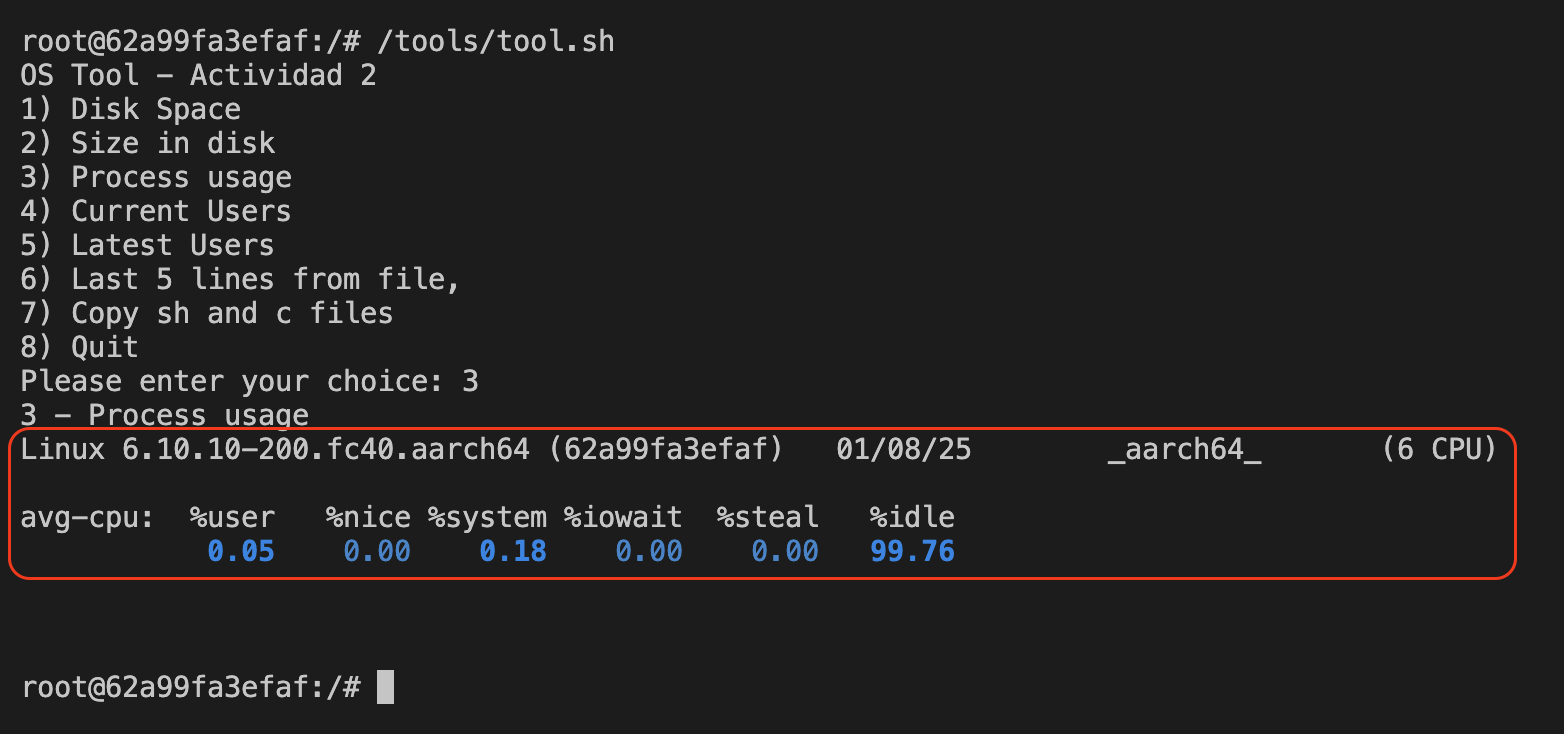 root@62a99fa3efaf:/# /tools/tool.sh
OS Tool – Actividad 2
1) Disk Space
2) Size in disk
3) Process usage
4) Current Users
5) Latest Users
6) Last 5 lines from file,
7) Copy sh and c files
8) Quit
Please enter your choice: 3
3 – Process usage
Linux 6.10.10-200.fc40.aarch64 (62a99fa3efaf) 01/08/25 _aarch64_ (6 CPU)
avg-cpu: %user %nice %system %iowait %steal %idle
0.05 0.00 0.18 0.00 0.00 99.76
root@62a99fa3efaf:/#